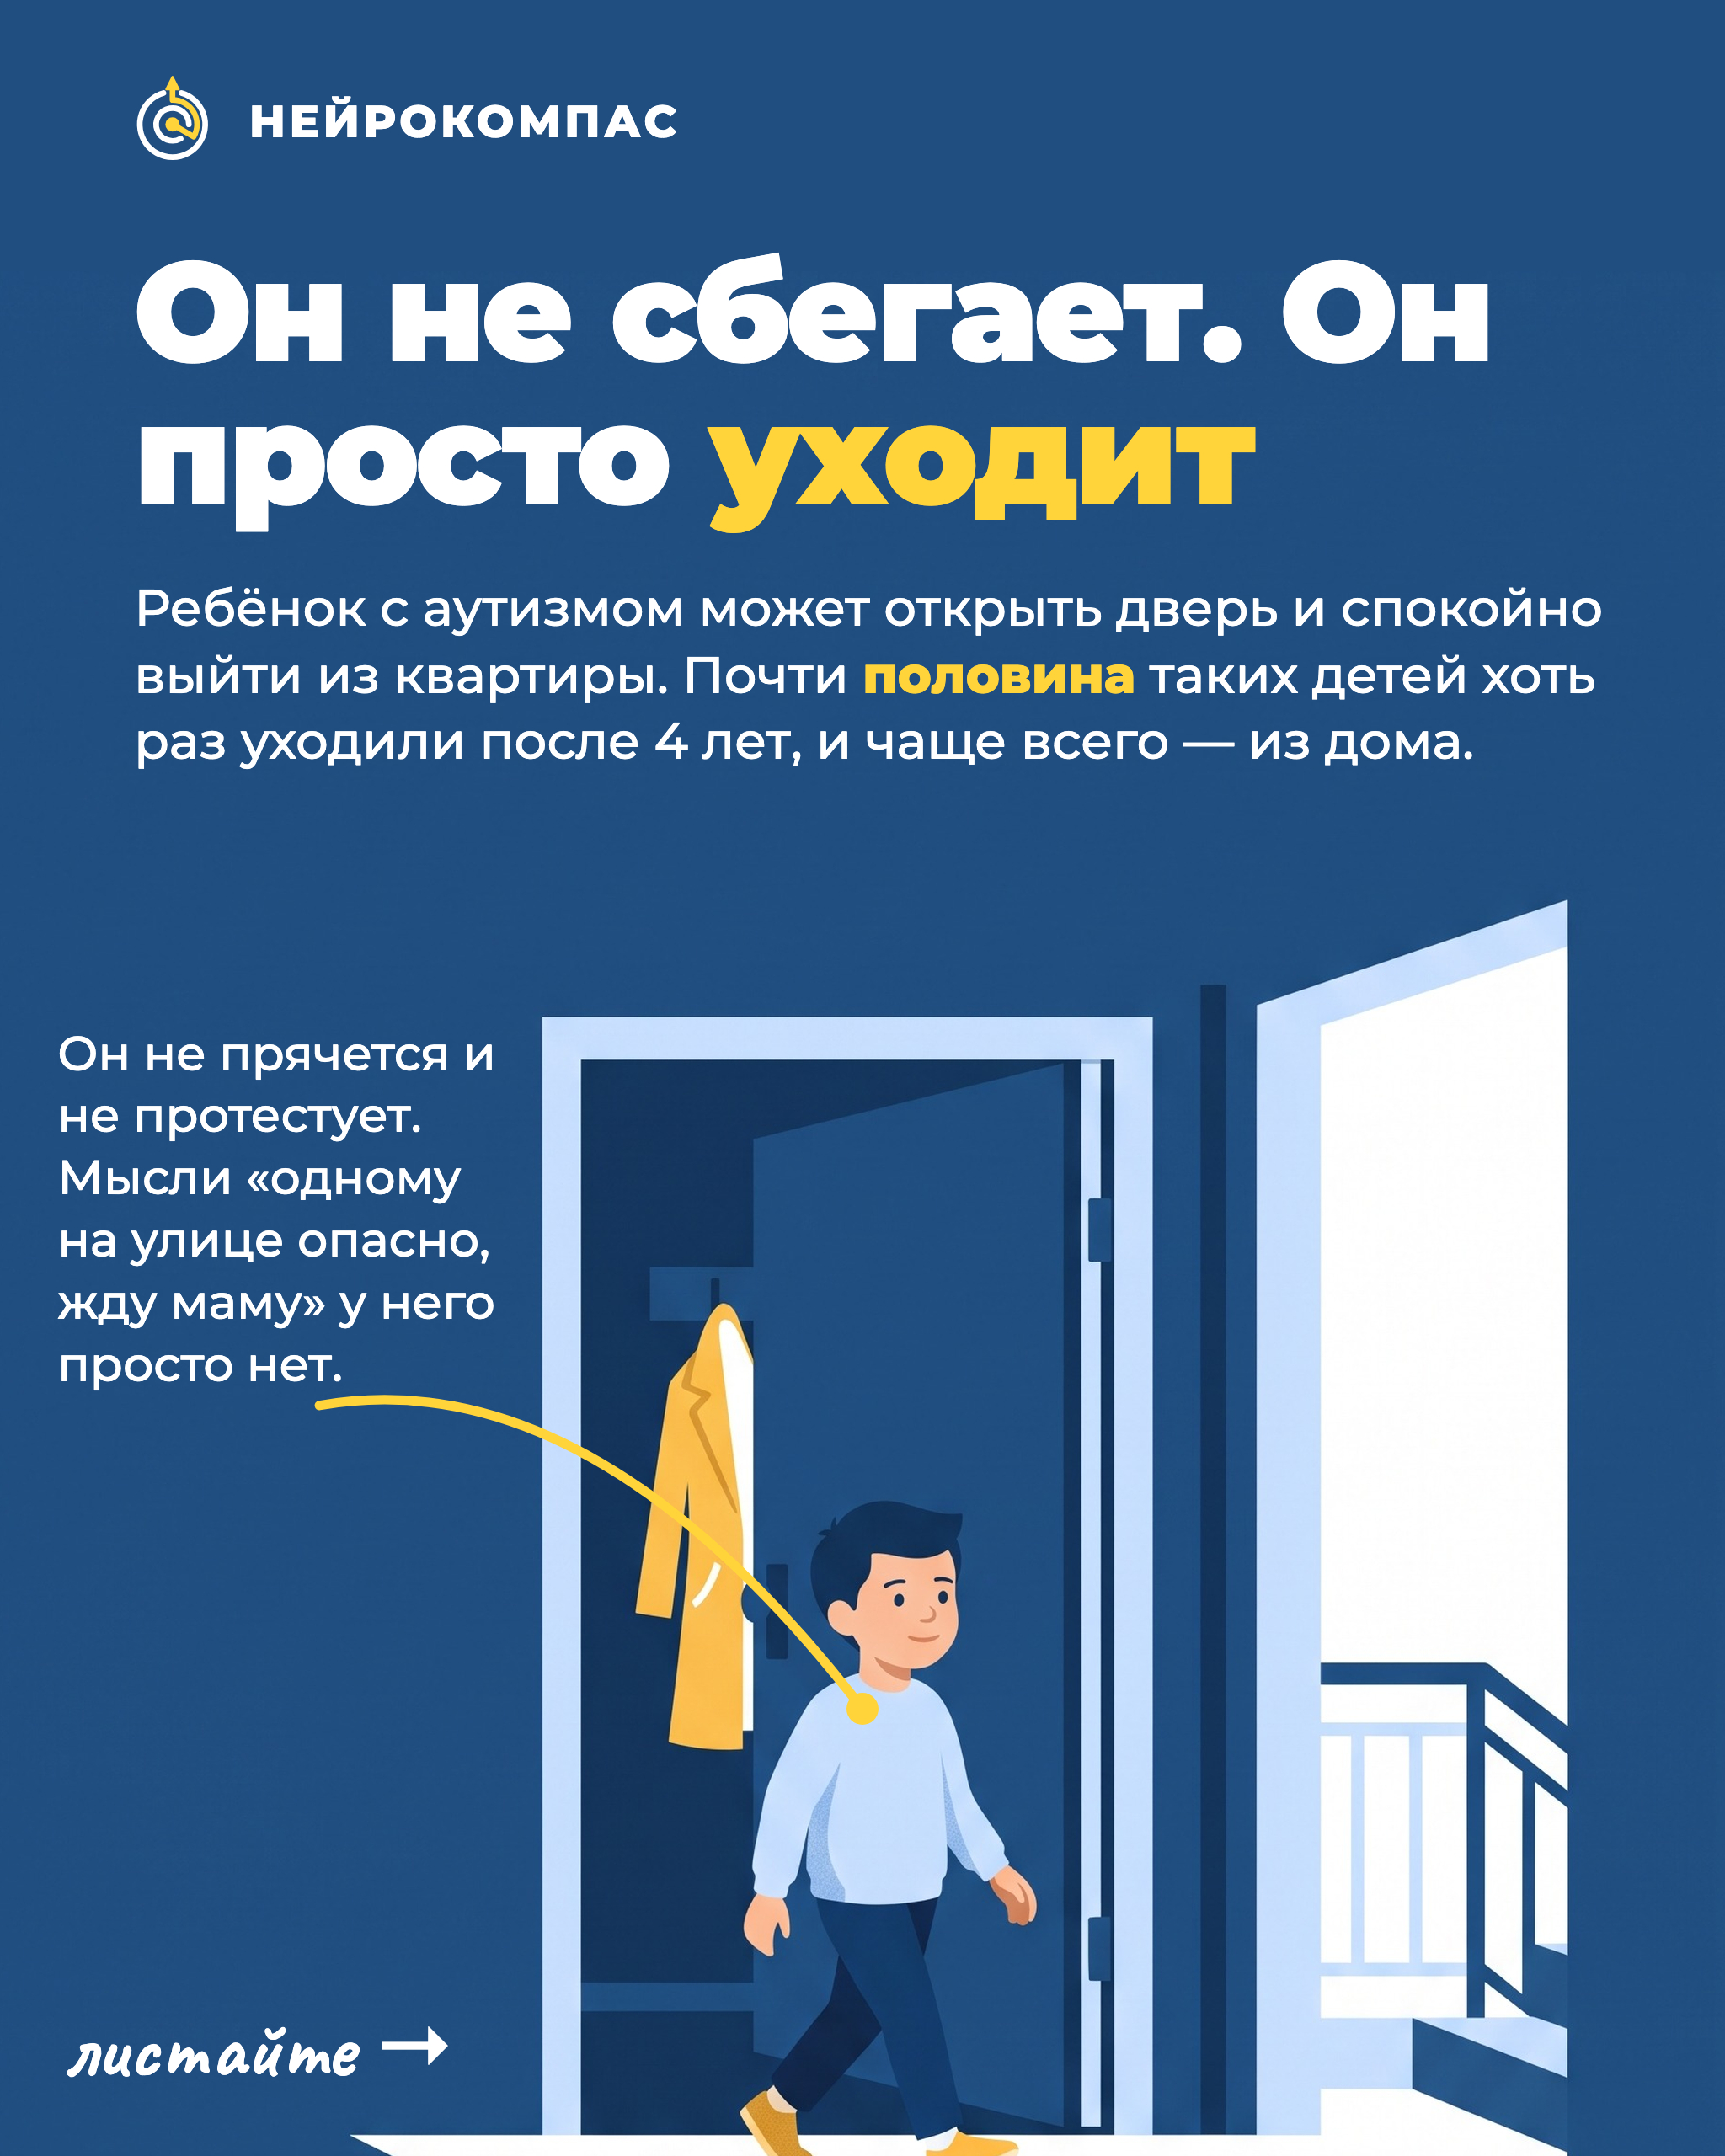 НЕЙРОКОМПАС
Он не сбегает. Он
просто уходит
Ребёнок с аутизмом может открыть дверь и спокойно
выйти из квартиры. Почти половина таких детей хоть
раз уходили после 4 лет, и чаще всего — из дома.
Он не прячется и
не протестует.
Мысли «одному
на улице опасно,
жду маму» у него
просто нет.
листайте →